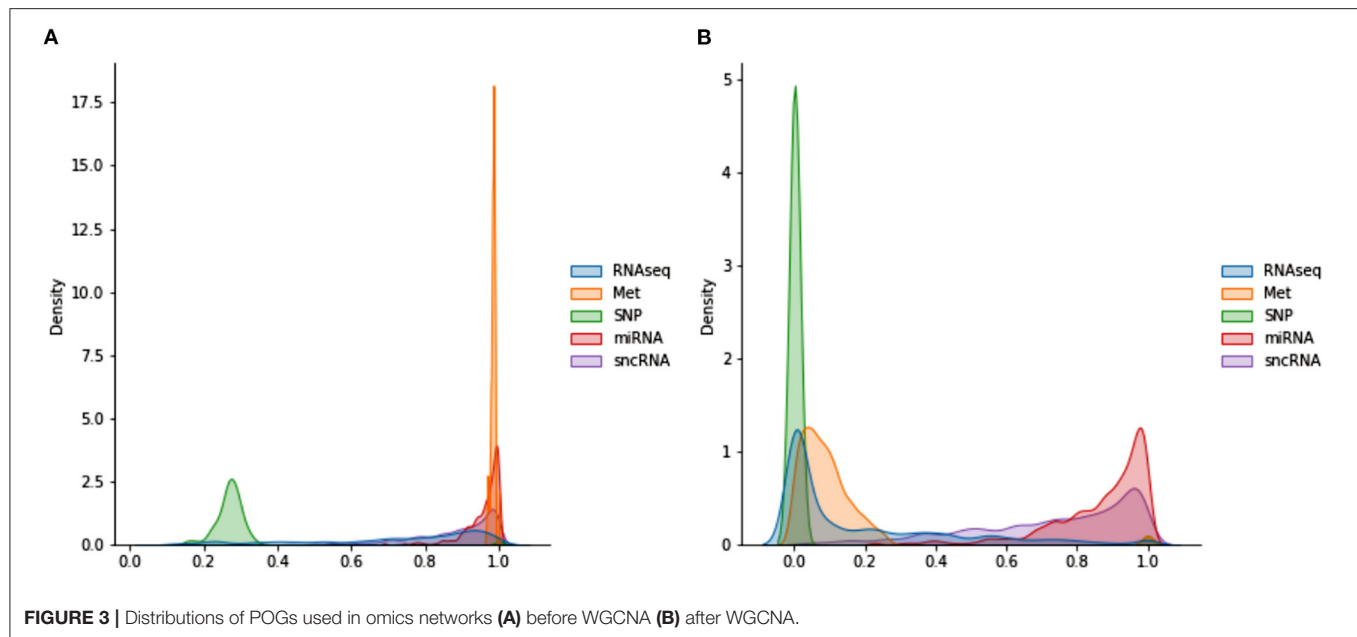 A
17.5
15.0
12.5
10.0
7.5
5.0
2.5
0.0
Density
0.0 0.2 0.4 0.6 0.8 1.0
RNAseq
Met
SNP
miRNA
sncRNA
B
5
4
3
2
1
0
Density
0.0 0.2 0.4 0.6 0.8 1.0
RNAseq
Met
SNP
miRNA
sncRNA
FIGURE 3 | Distributions of POGs used in omics networks (A) before WGCNA (B) after WGCNA.